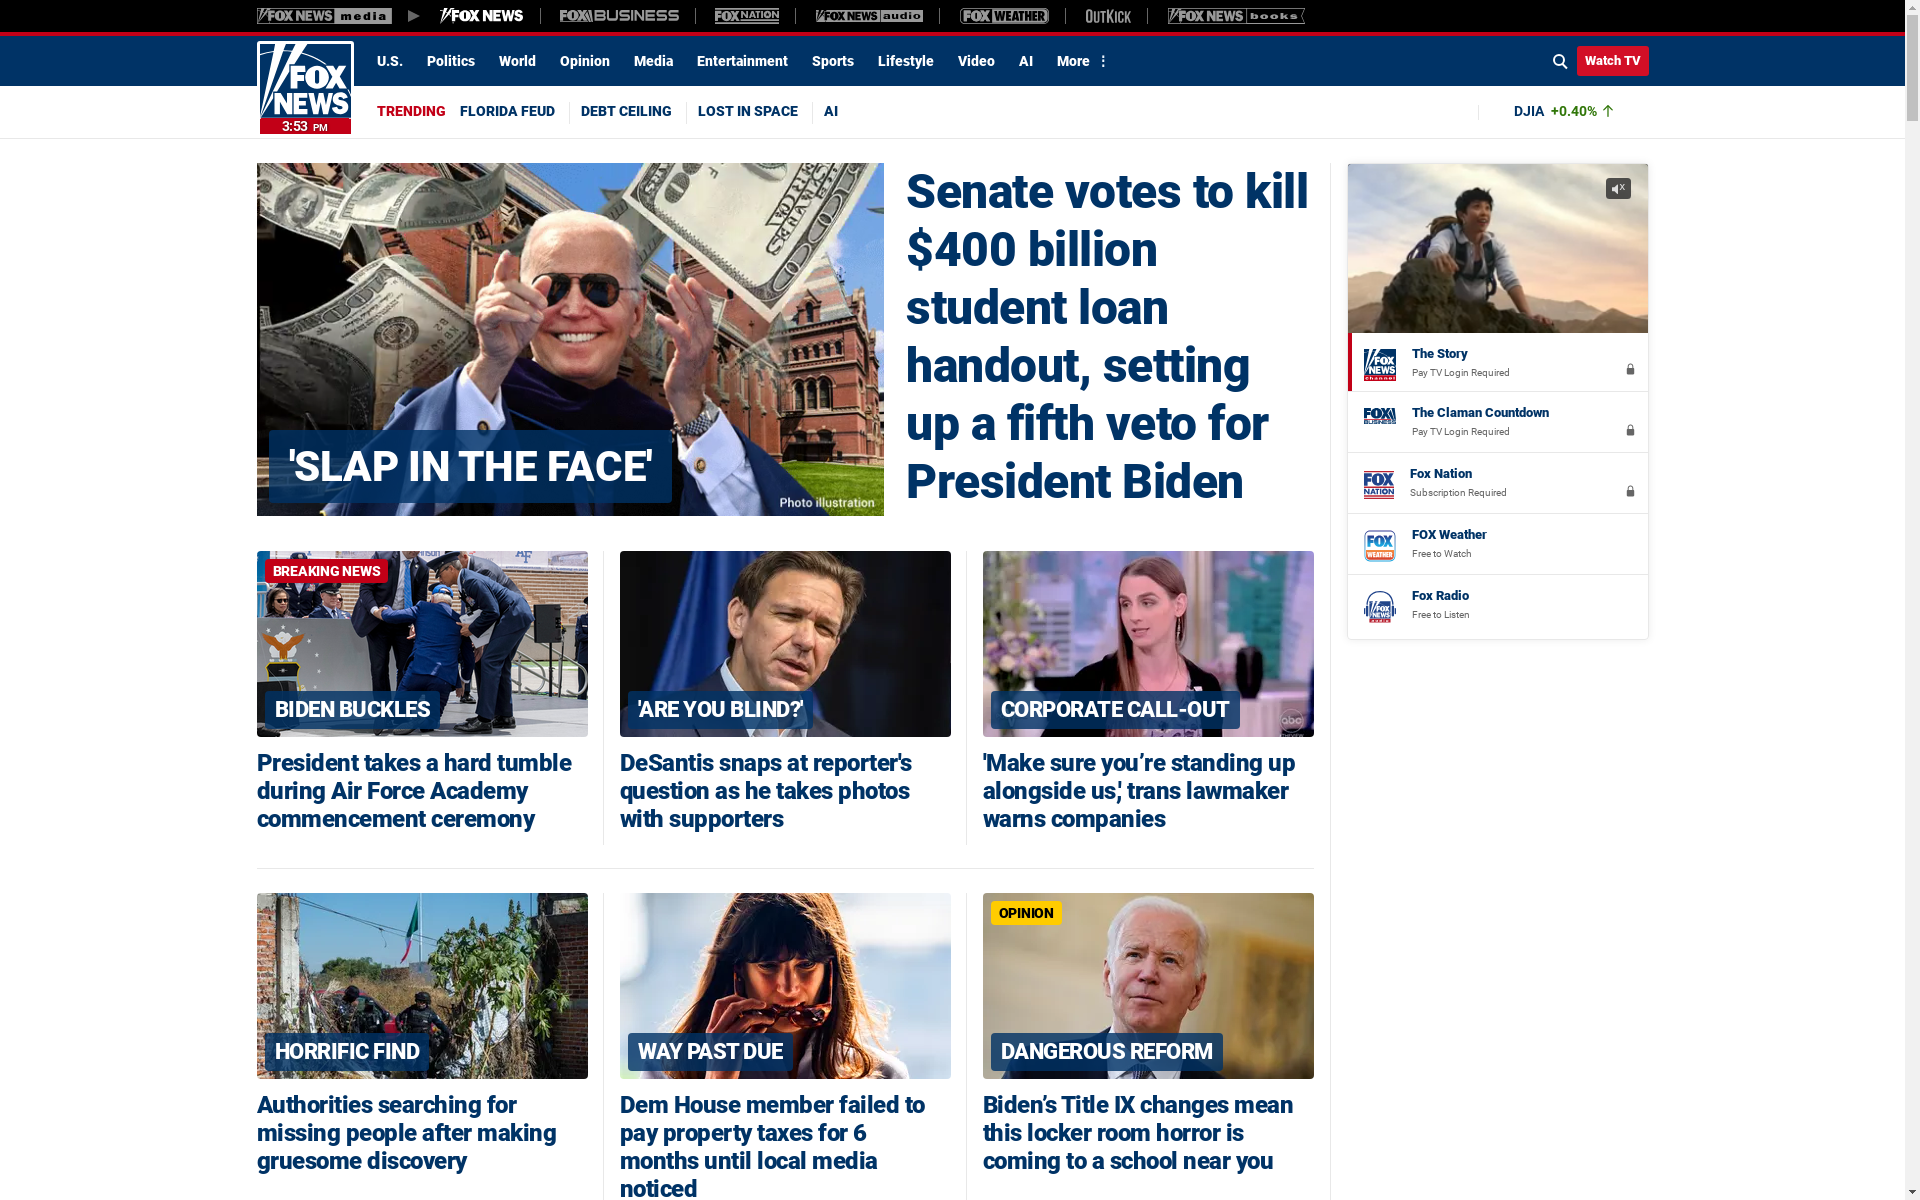 FOX NEWS media
FOX NEWS
FOX BUSINESS
FOX NATION
FOX NEWS audio
FOX WEATHER
OUTKICK
FOX NEWS books
FOX
NEWS
3:53 PM
U.S.
Politics
World
Opinion
Media
Entertainment
Sports
Lifestyle
Video
AI
More
Watch TV
TRENDING
FLORIDA FEUD
DEBT CEILING
LOST IN SPACE
AI
DJIA +0.40%
'SLAP IN THE FACE'
Photo illustration
Senate votes to kill
$400 billion
student loan
handout, setting
up a fifth veto for
President Biden
The Story
Pay TV Login Required
The Claman Countdown
Pay TV Login Required
Fox Nation
Subscription Required
FOX Weather
Free to Watch
Fox Radio
Free to Listen
BREAKING NEWS
BIDEN BUCKLES
President takes a hard tumble
during Air Force Academy
commencement ceremony
'ARE YOU BLIND?'
DeSantis snaps at reporter's
question as he takes photos
with supporters
CORPORATE CALL-OUT
abc
'Make sure you’re standing up
alongside us,' trans lawmaker
warns companies
HORRIFIC FIND
Authorities searching for
missing people after making
gruesome discovery
WAY PAST DUE
Dem House member failed to
pay property taxes for 6
months until local media
noticed
OPINION
DANGEROUS REFORM
Biden’s Title IX changes mean
this locker room horror is
coming to a school near you